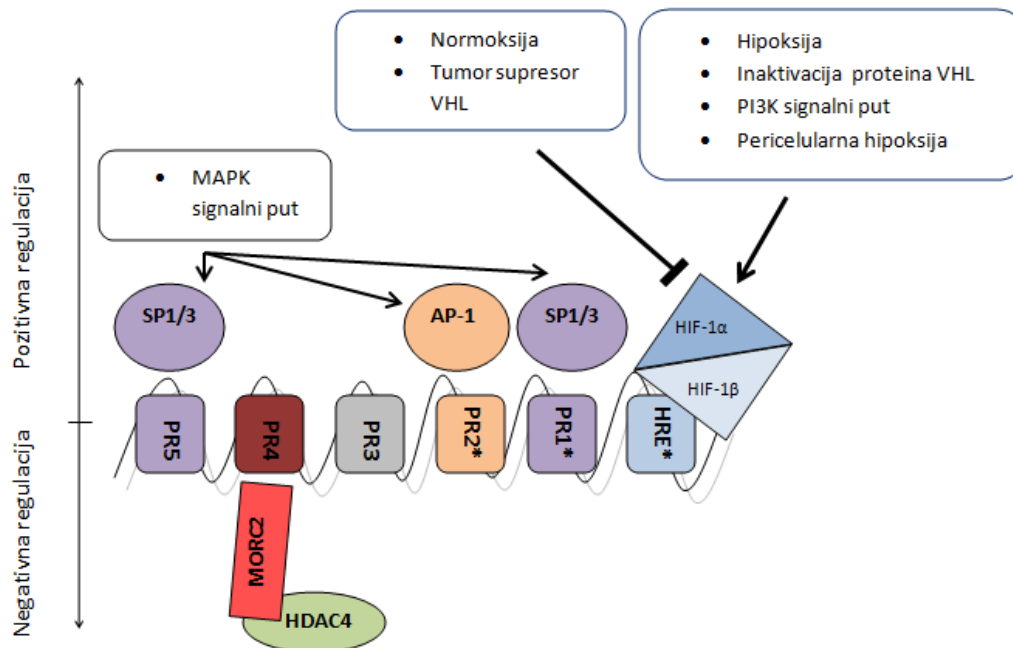 • Normoksija
• Tumor supresor
VHL
• Hipoksija
• Inaktivacija proteina VHL
• PI3K signalni put
• Pericelularna hipoksija
• MAPK
signalni put
Pozitivna regulacija
Negativna regulacija
SP1/3
AP-1
SP1/3
HIF-1α
HIF-1β
PR5
PR4
PR3
PR2*
PR1*
HRE*
MORC2
HDAC4